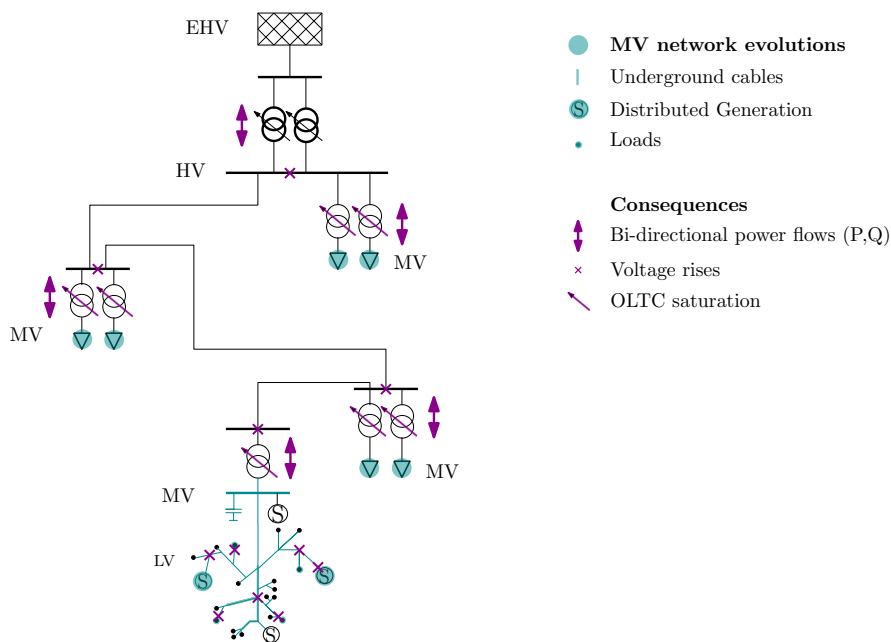 EHV
HV
MV
MV
MV
MV
LV
S
S
S
S
MV network evolutions
Underground cables
S Distributed Generation
Loads
Consequences
Bi-directional power flows (P,Q)
Voltage rises
OLTC saturation